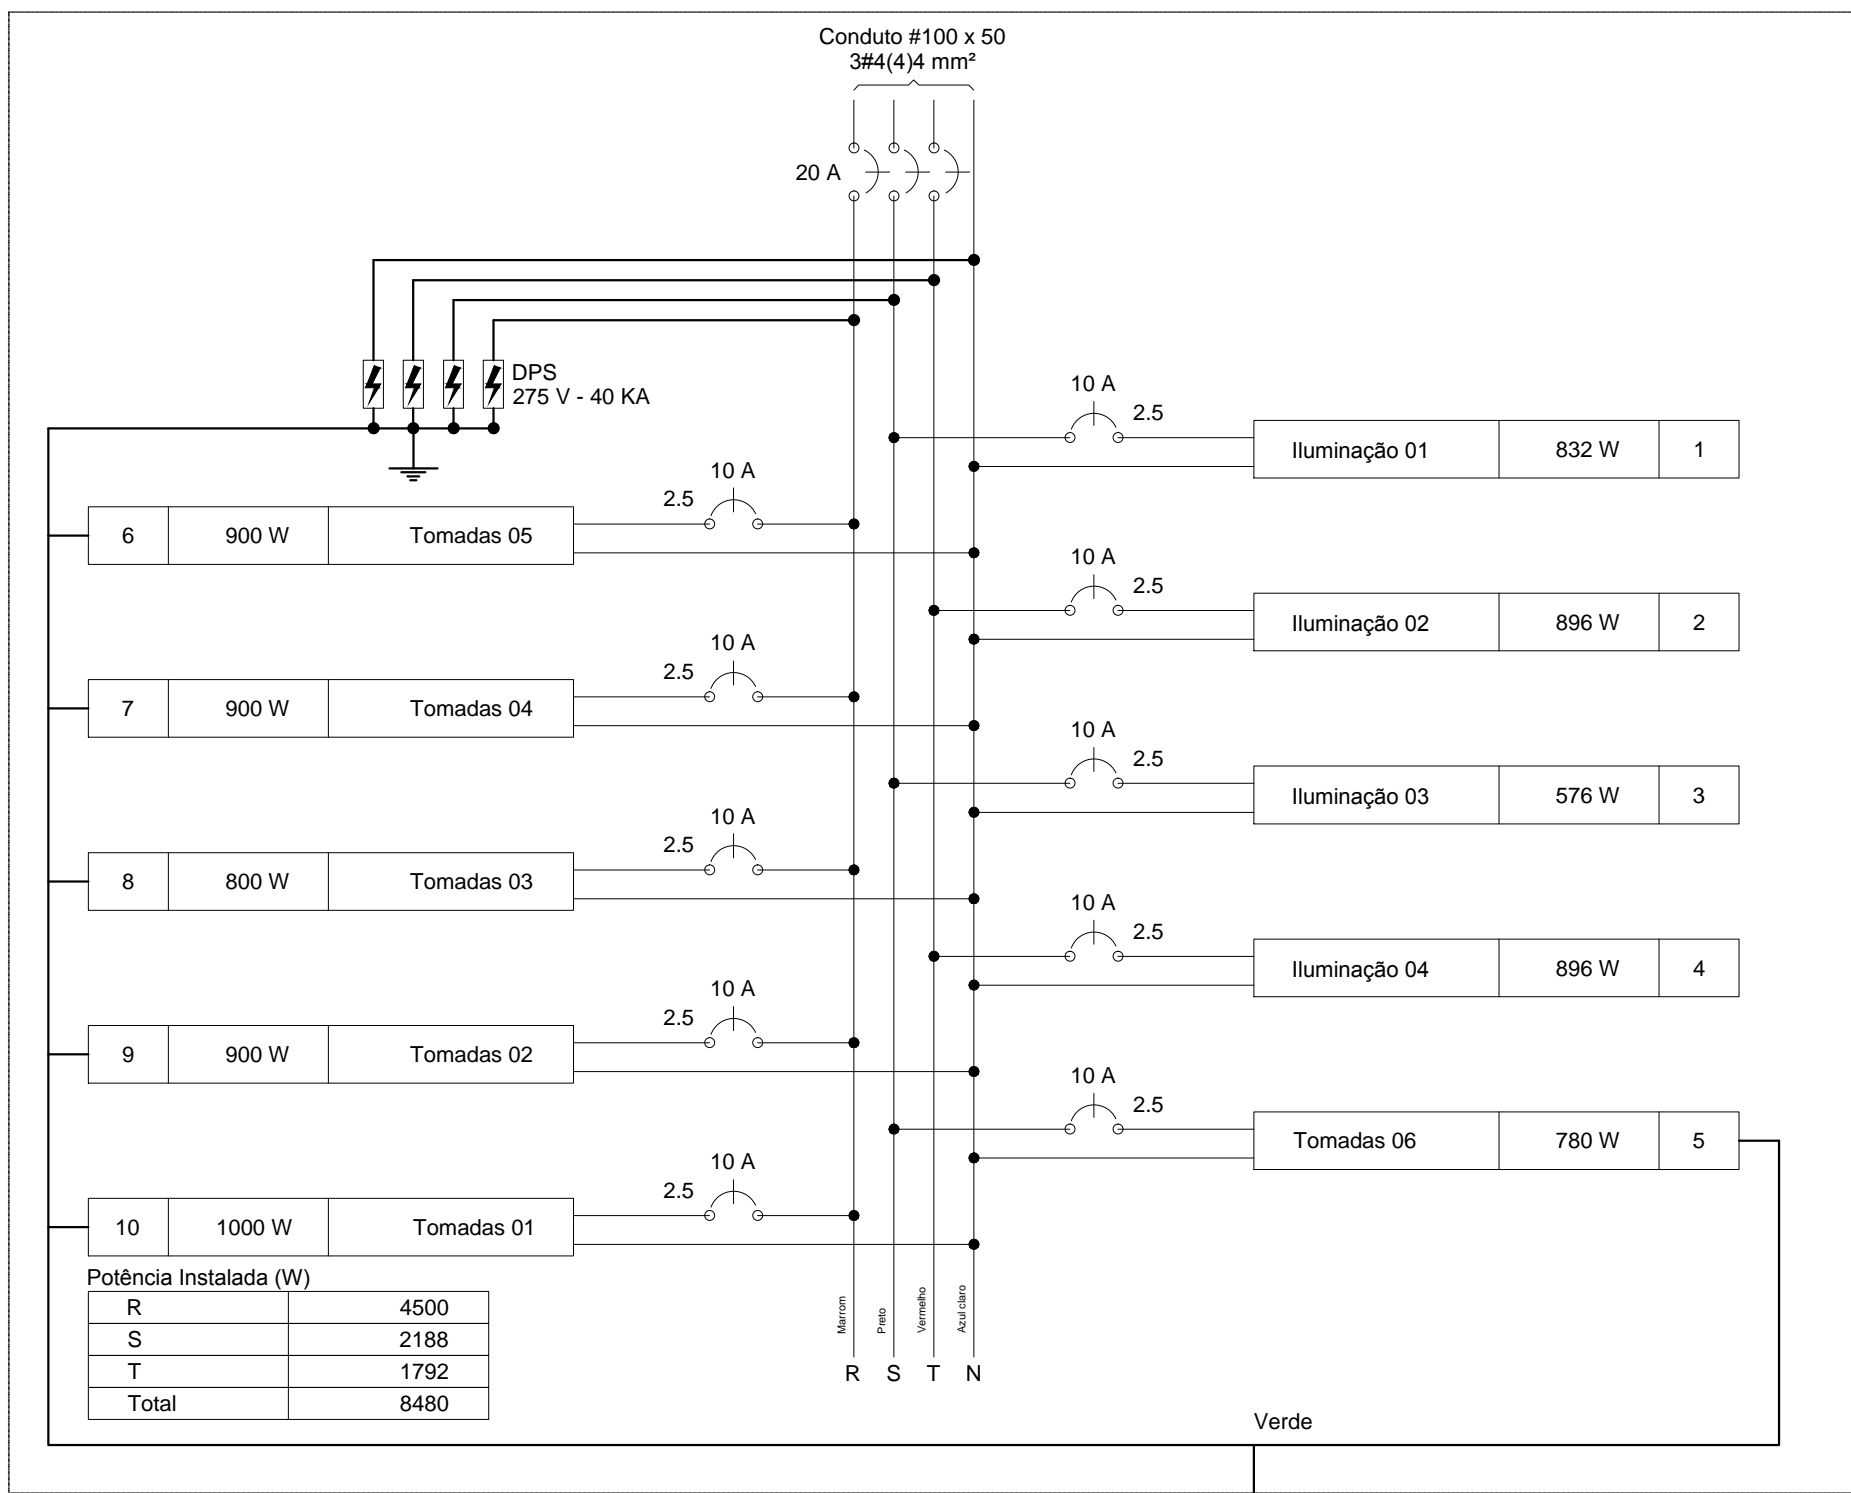 Conduto #100 x 50
3#4(4)4 mm²
20 A
DPS
275 V - 40 KA
10 A
2.5
Iluminação 01 832 W 1
10 A
2.5
6 900 W Tomadas 05
10 A
2.5
Iluminação 02 896 W 2
10 A
2.5
7 900 W Tomadas 04
10 A
2.5
Iluminação 03 576 W 3
10 A
2.5
8 800 W Tomadas 03
10 A
2.5
Iluminação 04 896 W 4
10 A
2.5
9 900 W Tomadas 02
10 A
2.5
Tomadas 06 780 W 5
10 A
2.5
10 1000 W Tomadas 01
Potência Instalada (W)
R 4500
S 2188
T 1792
Total 8480
Marrom
Preto
Vermelho
Azul claro
R S T N
Verde